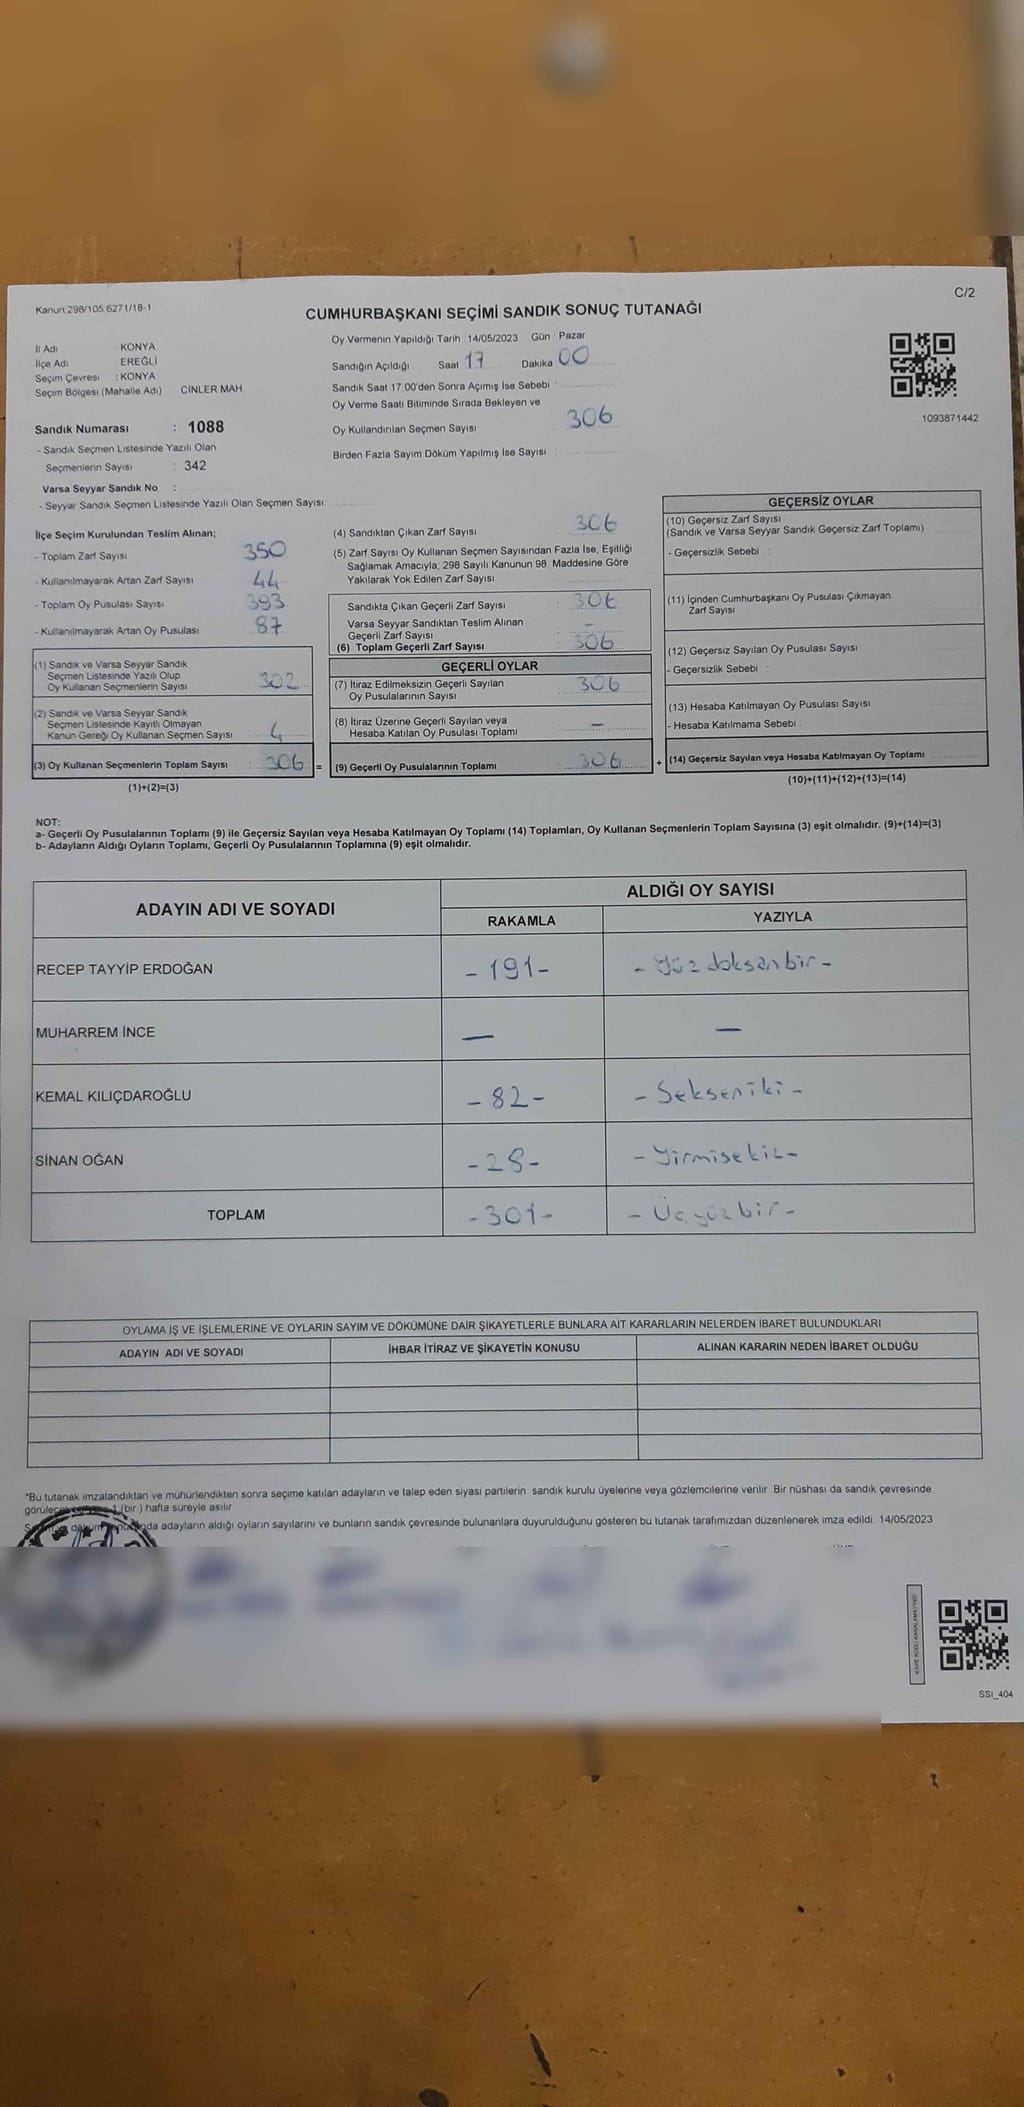 Kanun,298/105,6271/18-1
C/2
CUMHURBAŞKANI SEÇİMİ SANDIK SONUÇ TUTANAĞI
İl Adı KONYA
İlçe Adı EREĞLİ
Seçim Çevresi : KONYA
Seçim Bölgesi (Mahalle Adı) CİNLER MAH.
Sandık Numarası : 1088
- Sandık Seçmen Listesinde Yazılı Olan
Seçmenlerin Sayısı : 342
Varsa Seyyar Sandık No :
- Seyyar Sandık Seçmen Listesinde Yazılı Olan Seçmen Sayısı:
Oy Vermenin Yapıldığı Tarih : 14/05/2023 Gün : Pazar
Sandığın Açıldığı Saat 17 Dakika 00
Sandık Saat 17:00'den Sonra Açımış İse Sebebi :
Oy Verme Saati Bitiminde Sırada Bekleyen ve
Oy Kullandırılan Seçmen Sayısı 306
Birden Fazla Sayım Döküm Yapılmış İse Sayısı :
1093871442
İlçe Seçim Kurulundan Teslim Alınan;
- Toplam Zarf Sayısı 350
- Kullanılmayarak Artan Zarf Sayısı 44
- Toplam Oy Pusulası Sayısı 393
- Kullanılmayarak Artan Oy Pusulası 87
(1) Sandık ve Varsa Seyyar Sandık
Seçmen Listesinde Yazılı Olup
Oy Kullanan Seçmenlerin Sayısı 302
(2) Sandık ve Varsa Seyyar Sandık
Seçmen Listesinde Kayıtlı Olmayan
Kanun Gereği Oy Kullanan Seçmen Sayısı 4
(3) Oy Kullanan Seçmenlerin Toplam Sayısı : 306 =
(1)+(2)=(3)
(4) Sandıktan Çıkan Zarf Sayısı : 306
(5) Zarf Sayısı Oy Kullanan Seçmen Sayısından Fazla İse, Eşitliği
Sağlamak Amacıyla, 298 Sayılı Kanunun 98. Maddesine Göre
Yakılarak Yok Edilen Zarf Sayısı :
Sandıkta Çıkan Geçerli Zarf Sayısı : 306
Varsa Seyyar Sandıktan Teslim Alınan
Geçerli Zarf Sayısı : -
(6) Toplam Geçerli Zarf Sayısı : 306
GEÇERLİ OYLAR
(7) İtiraz Edilmeksizin Geçerli Sayılan
Oy Pusulalarının Sayısı : 306
(8) İtiraz Üzerine Geçerli Sayılan veya
Hesaba Katılan Oy Pusulası Toplamı : -
(9) Geçerli Oy Pusulalarının Toplamı : 306 +
GEÇERSİZ OYLAR
(10) Geçersiz Zarf Sayısı
(Sandık ve Varsa Seyyar Sandık Geçersiz Zarf Toplamı)
- Geçersizlik Sebebi :
(11) İçinden Cumhurbaşkanı Oy Pusulası Çıkmayan
Zarf Sayısı
(12) Geçersiz Sayılan Oy Pusulası Sayısı
- Geçersizlik Sebebi :
(13) Hesaba Katılmayan Oy Pusulası Sayısı
- Hesaba Katılmama Sebebi :
(14) Geçersiz Sayılan veya Hesaba Katılmayan Oy Toplamı
(10)+(11)+(12)+(13)=(14)
NOT:
a- Geçerli Oy Pusulalarının Toplamı (9) ile Geçersiz Sayılan veya Hesaba Katılmayan Oy Toplamı (14) Toplamları, Oy Kullanan Seçmenlerin Toplam Sayısına (3) eşit olmalıdır. (9)+(14)=(3)
b- Adayların Aldığı Oyların Toplamı, Geçerli Oy Pusulalarının Toplamına (9) eşit olmalıdır.
ADAYIN ADI VE SOYADI
ALDIĞI OY SAYISI
RAKAMLA YAZIYLA
RECEP TAYYİP ERDOĞAN - 191 - - Yüz doksanbir -
MUHARREM İNCE — —
KEMAL KILIÇDAROĞLU - 82 - - Sekseniki -
SİNAN OĞAN - 28 - - Yirmisekiz -
TOPLAM - 301 - - Üçyüzbir -
OYLAMA İŞ VE İŞLEMLERİNE VE OYLARIN SAYIM VE DÖKÜMÜNE DAİR ŞİKAYETLERLE BUNLARA AİT KARARLARIN NELERDEN İBARET BULUNDUKLARI
ADAYIN ADI VE SOYADI İHBAR İTİRAZ VE ŞİKAYETİN KONUSU ALINAN KARARIN NEDEN İBARET OLDUĞU
*Bu tutanak imzalandıktan ve mühürlendikten sonra seçime katılan adayların ve talep eden siyasi partilerin sandık kurulu üyelerine veya gözlemcilerine verilir. Bir nüshası da sandık çevresinde
1 (bir ) hafta süreyle asılır.
adayların aldığı oyların sayılarını ve bunların sandık çevresinde bulunanlara duyurulduğunu gösteren bu tutanak tarafımızdan düzenlenerek imza edildi. 14/05/2023
SSI_404